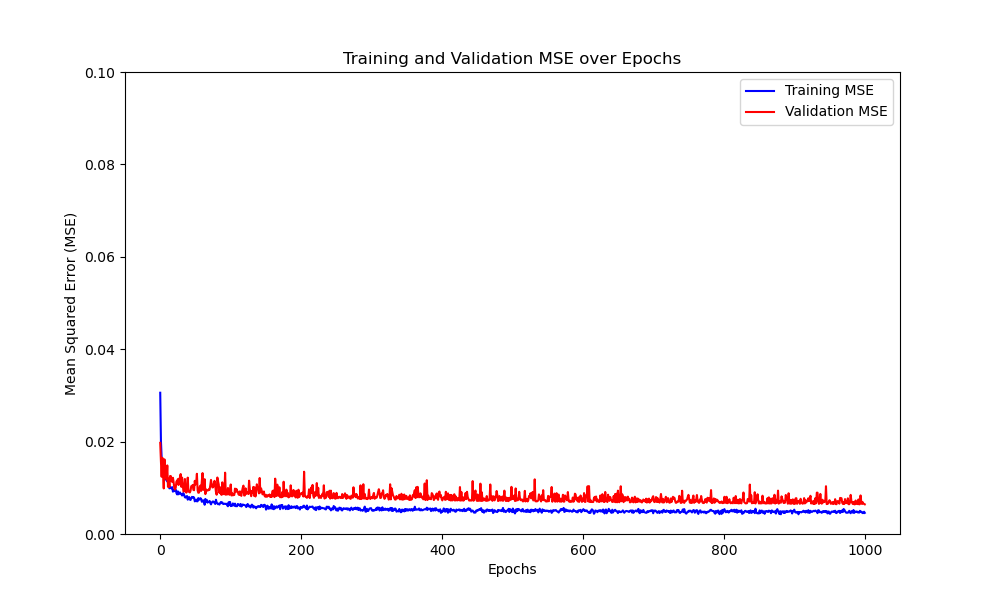 Training and Validation MSE over Epochs
Training MSE
Validation MSE
Mean Squared Error (MSE)
0.10
0.08
0.06
0.04
0.02
0.00
0 200 400 600 800 1000
Epochs